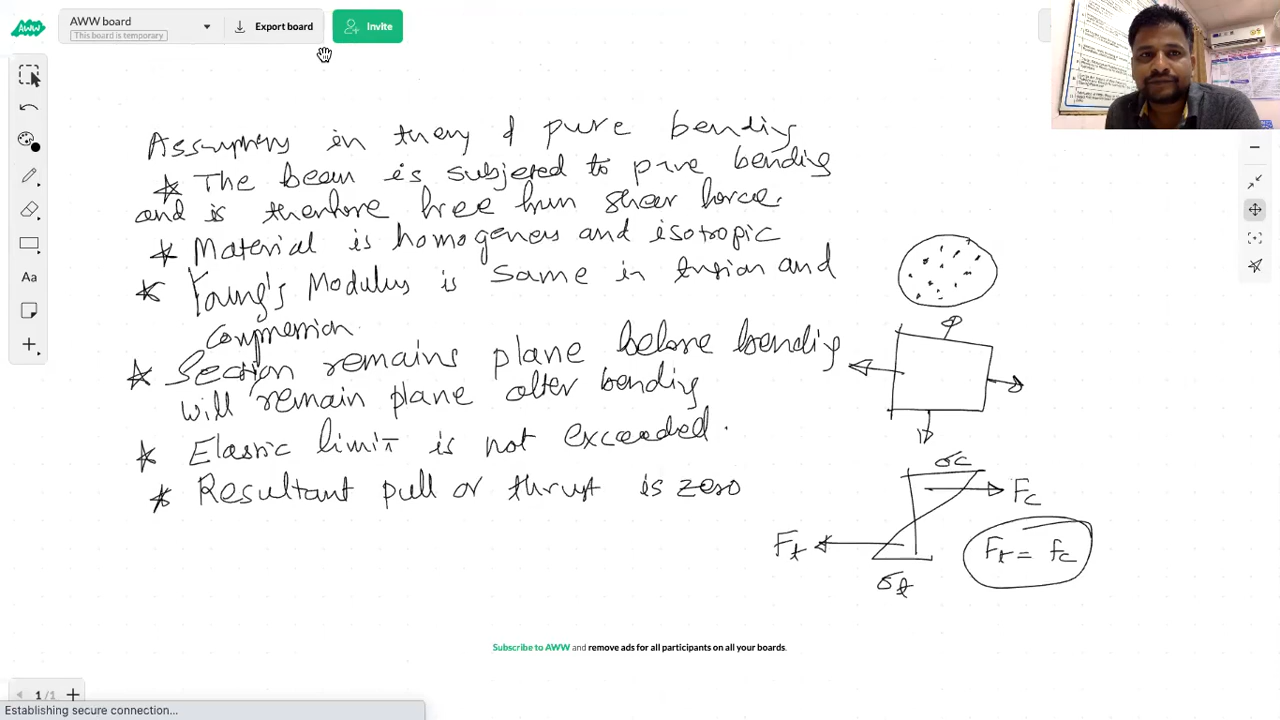 AWW
AWW board
This board is temporary
Export board
Invite
Assumptions in theory of pure bending
* The beam is subjected to pure bending
and is therefore free from shear force.
* Material is homogenous and isotropic
* Young's Modulus is same in tension and
compression
* Section remains plane before bending
will remain plane after bending
* Elastic limit is not exceeded.
* Resultant pull or thrust is zero
σc
Fc
Ft
Ft = fc
σt
Aa
Subscribe to AWW and remove ads for all participants on all your boards.
1/1
Establishing secure connection...